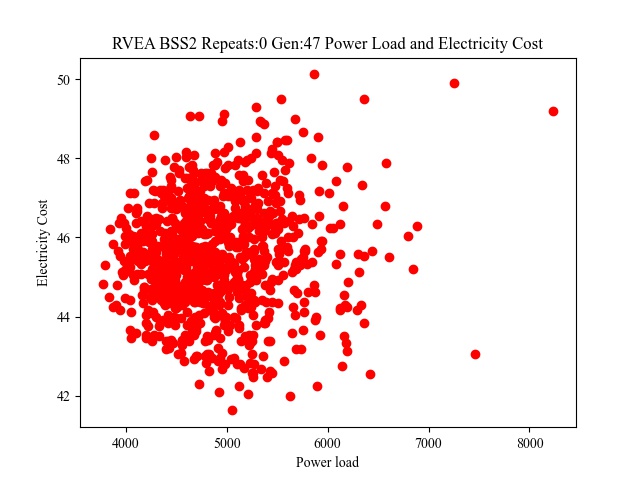 RVEA BSS2 Repeats:0 Gen:47 Power Load and Electricity Cost
50
48
46
44
42
Electricity Cost
4000 5000 6000 7000 8000
Power load